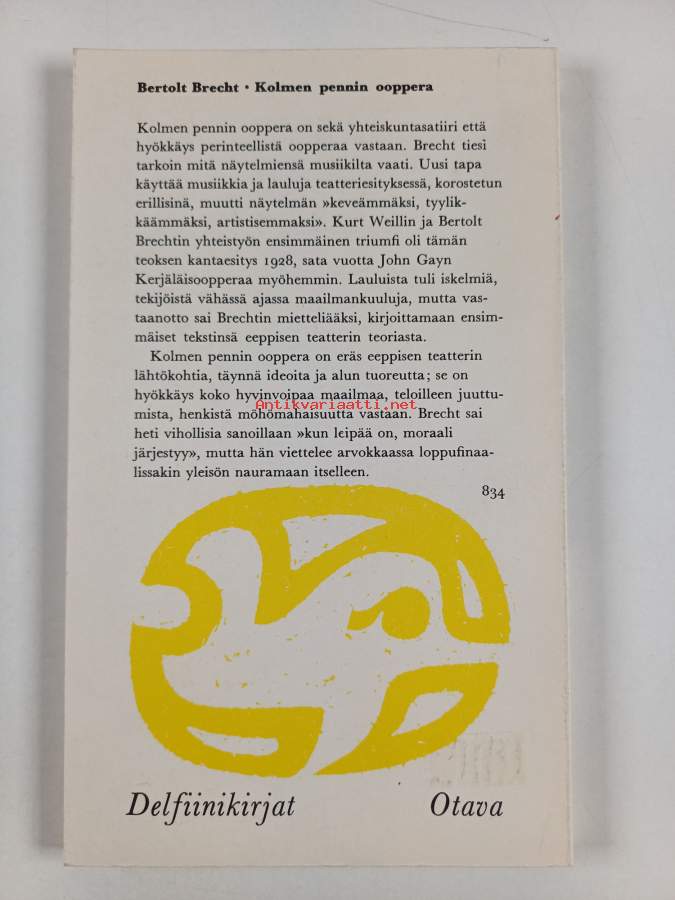 Bertolt Brecht • Kolmen pennin ooppera
Kolmen pennin ooppera on sekä yhteiskuntasatiiri että
hyökkäys perinteellistä oopperaa vastaan. Brecht tiesi
tarkoin mitä näytelmiensä musiikilta vaati. Uusi tapa
käyttää musiikkia ja lauluja teatteriesityksessä, korostetun
erillisinä, muutti näytelmän »keveämmäksi, tyylik-
käämmäksi, artistisemmaksi». Kurt Weillin ja Bertolt
Brechtin yhteistyön ensimmäinen triumfi oli tämän
teoksen kantaesitys 1928, sata vuotta John Gayn
Kerjäläisoopperaa myöhemmin. Lauluista tuli iskelmiä,
tekijöistä vähässä ajassa maailmankuuluja, mutta vas-
taanotto sai Brechtin mietteliääksi, kirjoittamaan ensim-
mäiset tekstinsä eeppisen teatterin teoriasta.
Kolmen pennin ooppera on eräs eeppisen teatterin
lähtökohtia, täynnä ideoita ja alun tuoreutta; se on
hyökkäys koko hyvinvoipaa maailmaa, teloilleen juuttu-
mista, henkistä möhömahaisuutta vastaan. Brecht sai
Antikvariaatti.net
heti vihollisia sanoillaan »kun leipää on, moraali
järjestyy», mutta hän viettelee arvokkaassa loppufinaa-
lissakin yleisön nauramaan itselleen.
834
Delfiinikirjat
Otava